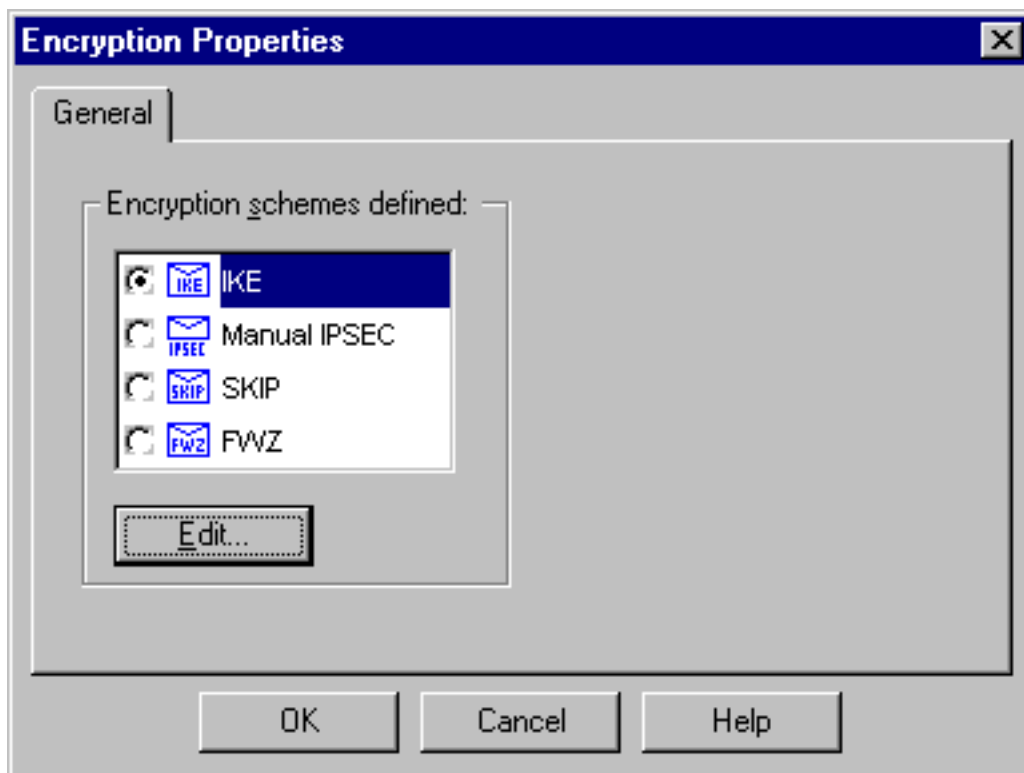 Encryption Properties
General
Encryption schemes defined:
IKE IKE
IPSEC Manual IPSEC
SKIP SKIP
FWZ FWZ
Edit...
OK Cancel Help